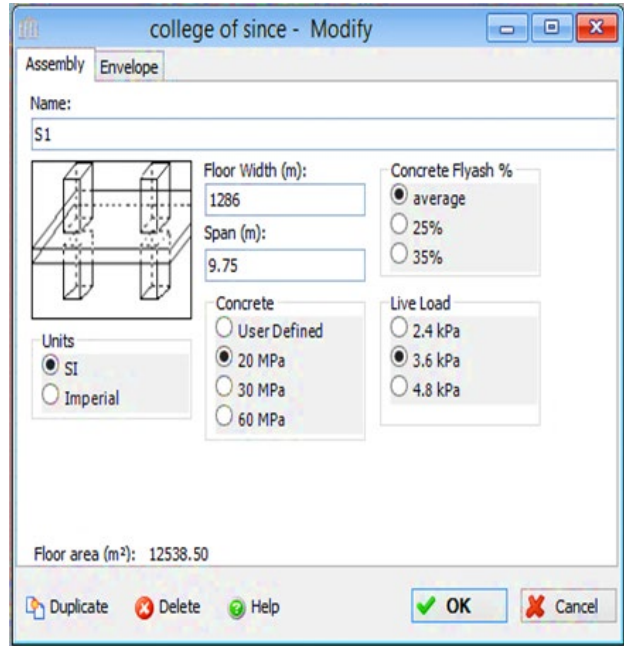 college of since - Modify
Assembly Envelope
Name:
S1
Floor Width (m):
1286
Span (m):
9.75
Concrete Flyash %
average
25%
35%
Units
SI
Imperial
Concrete
User Defined
20 MPa
30 MPa
60 MPa
Live Load
2.4 kPa
3.6 kPa
4.8 kPa
Floor area (m²): 12538.50
Duplicate Delete Help OK Cancel